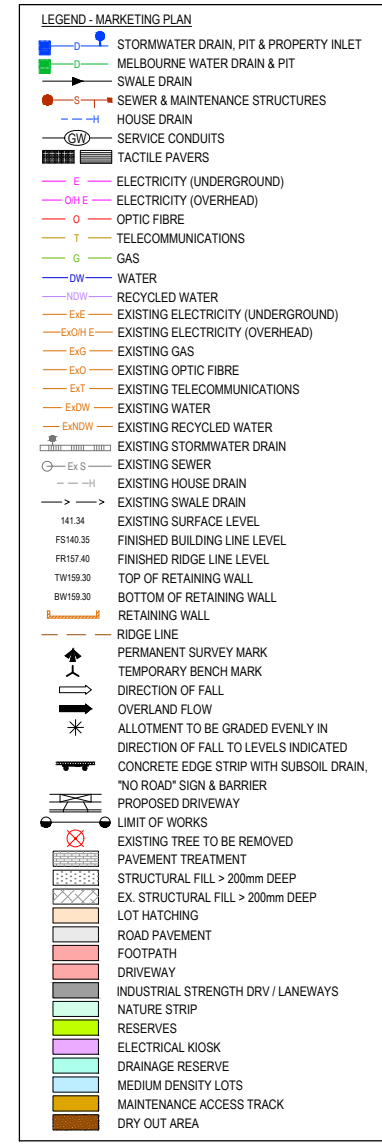 LEGEND - MARKETING PLAN
D STORMWATER DRAIN, PIT & PROPERTY INLET
D MELBOURNE WATER DRAIN & PIT
SWALE DRAIN
S SEWER & MAINTENANCE STRUCTURES
H HOUSE DRAIN
GW SERVICE CONDUITS
TACTILE PAVERS
E ELECTRICITY (UNDERGROUND)
O/H E ELECTRICITY (OVERHEAD)
O OPTIC FIBRE
T TELECOMMUNICATIONS
G GAS
DW WATER
NDW RECYCLED WATER
ExE EXISTING ELECTRICITY (UNDERGROUND)
ExO/H E EXISTING ELECTRICITY (OVERHEAD)
ExG EXISTING GAS
ExO EXISTING OPTIC FIBRE
ExT EXISTING TELECOMMUNICATIONS
ExDW EXISTING WATER
ExNDW EXISTING RECYCLED WATER
EXISTING STORMWATER DRAIN
Ex S EXISTING SEWER
H EXISTING HOUSE DRAIN
EXISTING SWALE DRAIN
141.34 EXISTING SURFACE LEVEL
FS140.35 FINISHED BUILDING LINE LEVEL
FR157.40 FINISHED RIDGE LINE LEVEL
TW159.30 TOP OF RETAINING WALL
BW159.30 BOTTOM OF RETAINING WALL
RETAINING WALL
RIDGE LINE
PERMANENT SURVEY MARK
TEMPORARY BENCH MARK
DIRECTION OF FALL
OVERLAND FLOW
ALLOTMENT TO BE GRADED EVENLY IN
DIRECTION OF FALL TO LEVELS INDICATED
CONCRETE EDGE STRIP WITH SUBSOIL DRAIN,
"NO ROAD" SIGN & BARRIER
PROPOSED DRIVEWAY
LIMIT OF WORKS
EXISTING TREE TO BE REMOVED
PAVEMENT TREATMENT
STRUCTURAL FILL > 200mm DEEP
EX. STRUCTURAL FILL > 200mm DEEP
LOT HATCHING
ROAD PAVEMENT
FOOTPATH
DRIVEWAY
INDUSTRIAL STRENGTH DRV / LANEWAYS
NATURE STRIP
RESERVES
ELECTRICAL KIOSK
DRAINAGE RESERVE
MEDIUM DENSITY LOTS
MAINTENANCE ACCESS TRACK
DRY OUT AREA